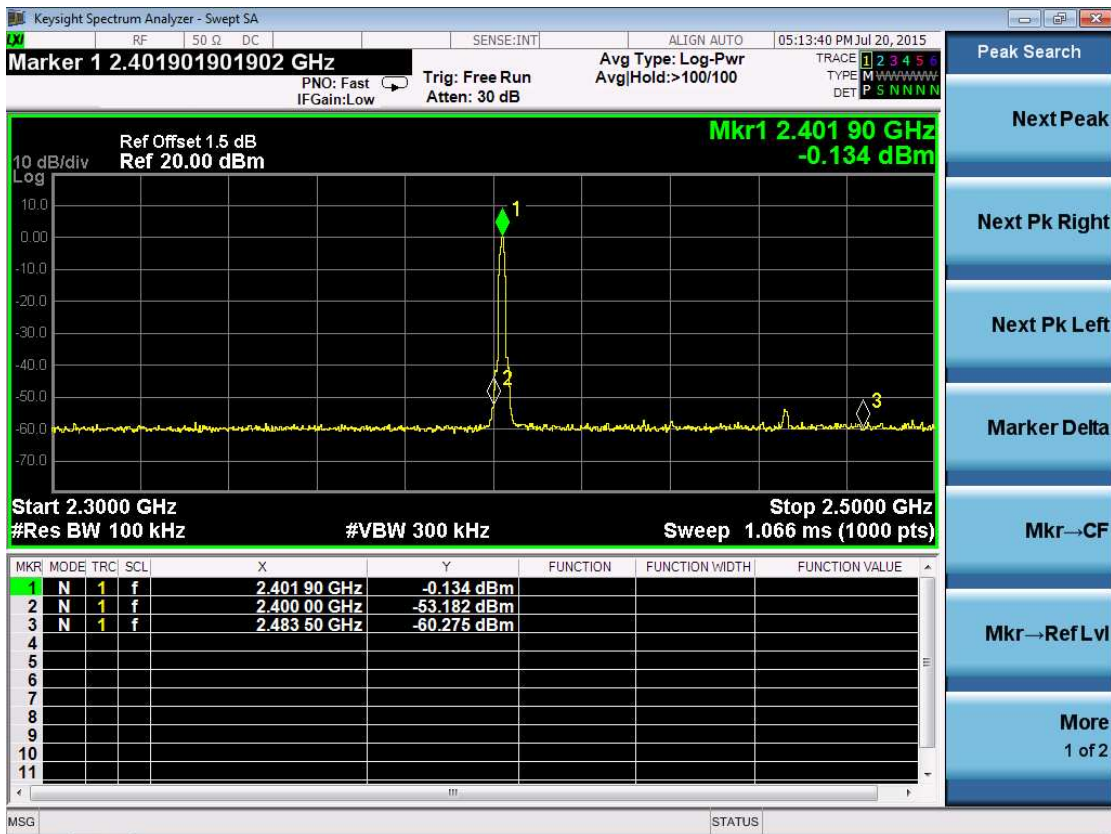 Keysight Spectrum Analyzer - Swept SA
LXI RF 50 Ω DC SENSE:INT ALIGN AUTO 05:13:40 PM Jul 20, 2015
Marker 1 2.401901901902 GHz
PNO: Fast
IFGain:Low
Trig: Free Run
Atten: 30 dB
Avg Type: Log-Pwr
Avg|Hold:>100/100
TRACE 1 2 3 4 5 6
TYPE M W W W W W
DET P S N N N N
Ref Offset 1.5 dB
10 dB/div Ref 20.00 dBm
Log
Mkr1 2.401 90 GHz
-0.134 dBm
10.0
0.00
-10.0
-20.0
-30.0
-40.0
-50.0
-60.0
-70.0
1
2
3
Start 2.3000 GHz Stop 2.5000 GHz
#Res BW 100 kHz #VBW 300 kHz Sweep 1.066 ms (1000 pts)
MKR MODE TRC SCL X Y FUNCTION FUNCTION WIDTH FUNCTION VALUE
1 N 1 f 2.401 90 GHz -0.134 dBm
2 N 1 f 2.400 00 GHz -53.182 dBm
3 N 1 f 2.483 50 GHz -60.275 dBm
4
5
6
7
8
9
10
11
MSG STATUS
Peak Search
Next Peak
Next Pk Right
Next Pk Left
Marker Delta
Mkr→CF
Mkr→Ref Lvl
More
1 of 2